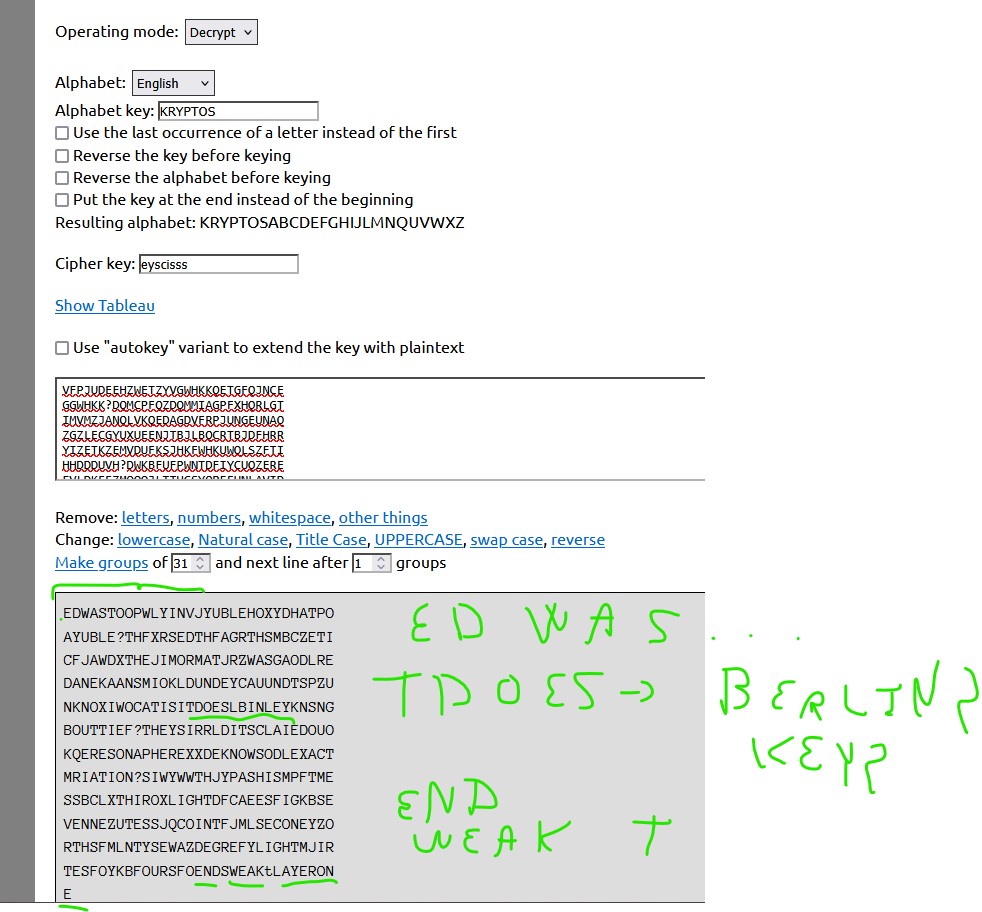 Operating mode: Decrypt
Alphabet: English
Alphabet key: KRYPTOS
Use the last occurrence of a letter instead of the first
Reverse the key before keying
Reverse the alphabet before keying
Put the key at the end instead of the beginning
Resulting alphabet: KRYPTOSABCDEFGHIJLMNQUVWXZ
Cipher key: eyscisss
Show Tableau
Use "autokey" variant to extend the key with plaintext
VFPJUDEEHZWETZYVGWHKKQETGFQJNCE
GGWHKK?DQMCPFQZDQMMIAGPFXHQRLGT
IMVMZJANQLVKQEDAGDVFRPJUNGEUNAQ
ZGZLECGYUXUEENJTBJLBQCRTBJDFHRR
YIZETKZEMVDUFKSJHKFWHKUWQLSZFTI
HHDDDUVH?DWKBFUFPWNTDFIYCUQZERE
Remove: letters, numbers, whitespace, other things
Change: lowercase, Natural case, Title Case, UPPERCASE, swap case, reverse
Make groups of 31 and next line after 1 groups
EDWASTOOPWLYINVJYUBLEHOXYDHATPO
AYUBLE?THFXRSEDTHFAGRTHSMBCZETI
CFJAWDXTHEJIMORMATJRZWASGAODLRE
DANEKAANSMIOKLDUNDEYCAUUNDTSPZU
NKNOXIWOCATISITDOESLBINLEYKNSNG
BOUTTIEF?THEYSIRRLDITSCLAIEDOUO
KQERESONAPHEREXXDEKNOWSODLEXACT
MRIATION?SIWYWWTHJYPASHISMPFTME
SSBCLXTHIROXLIGHTDFCAEESFIGKBSE
VENNEZUTESSJQCOINTFJMLSECONEYZO
RTHSFMLNTYSEWAZDEGREFYLIGHTMJIR
TESFOYKBFOURSFOENDSWEAKtLAYERON
E
ED WAS ....
TDOES → BERLIN?
KEY?
END
WEAK T